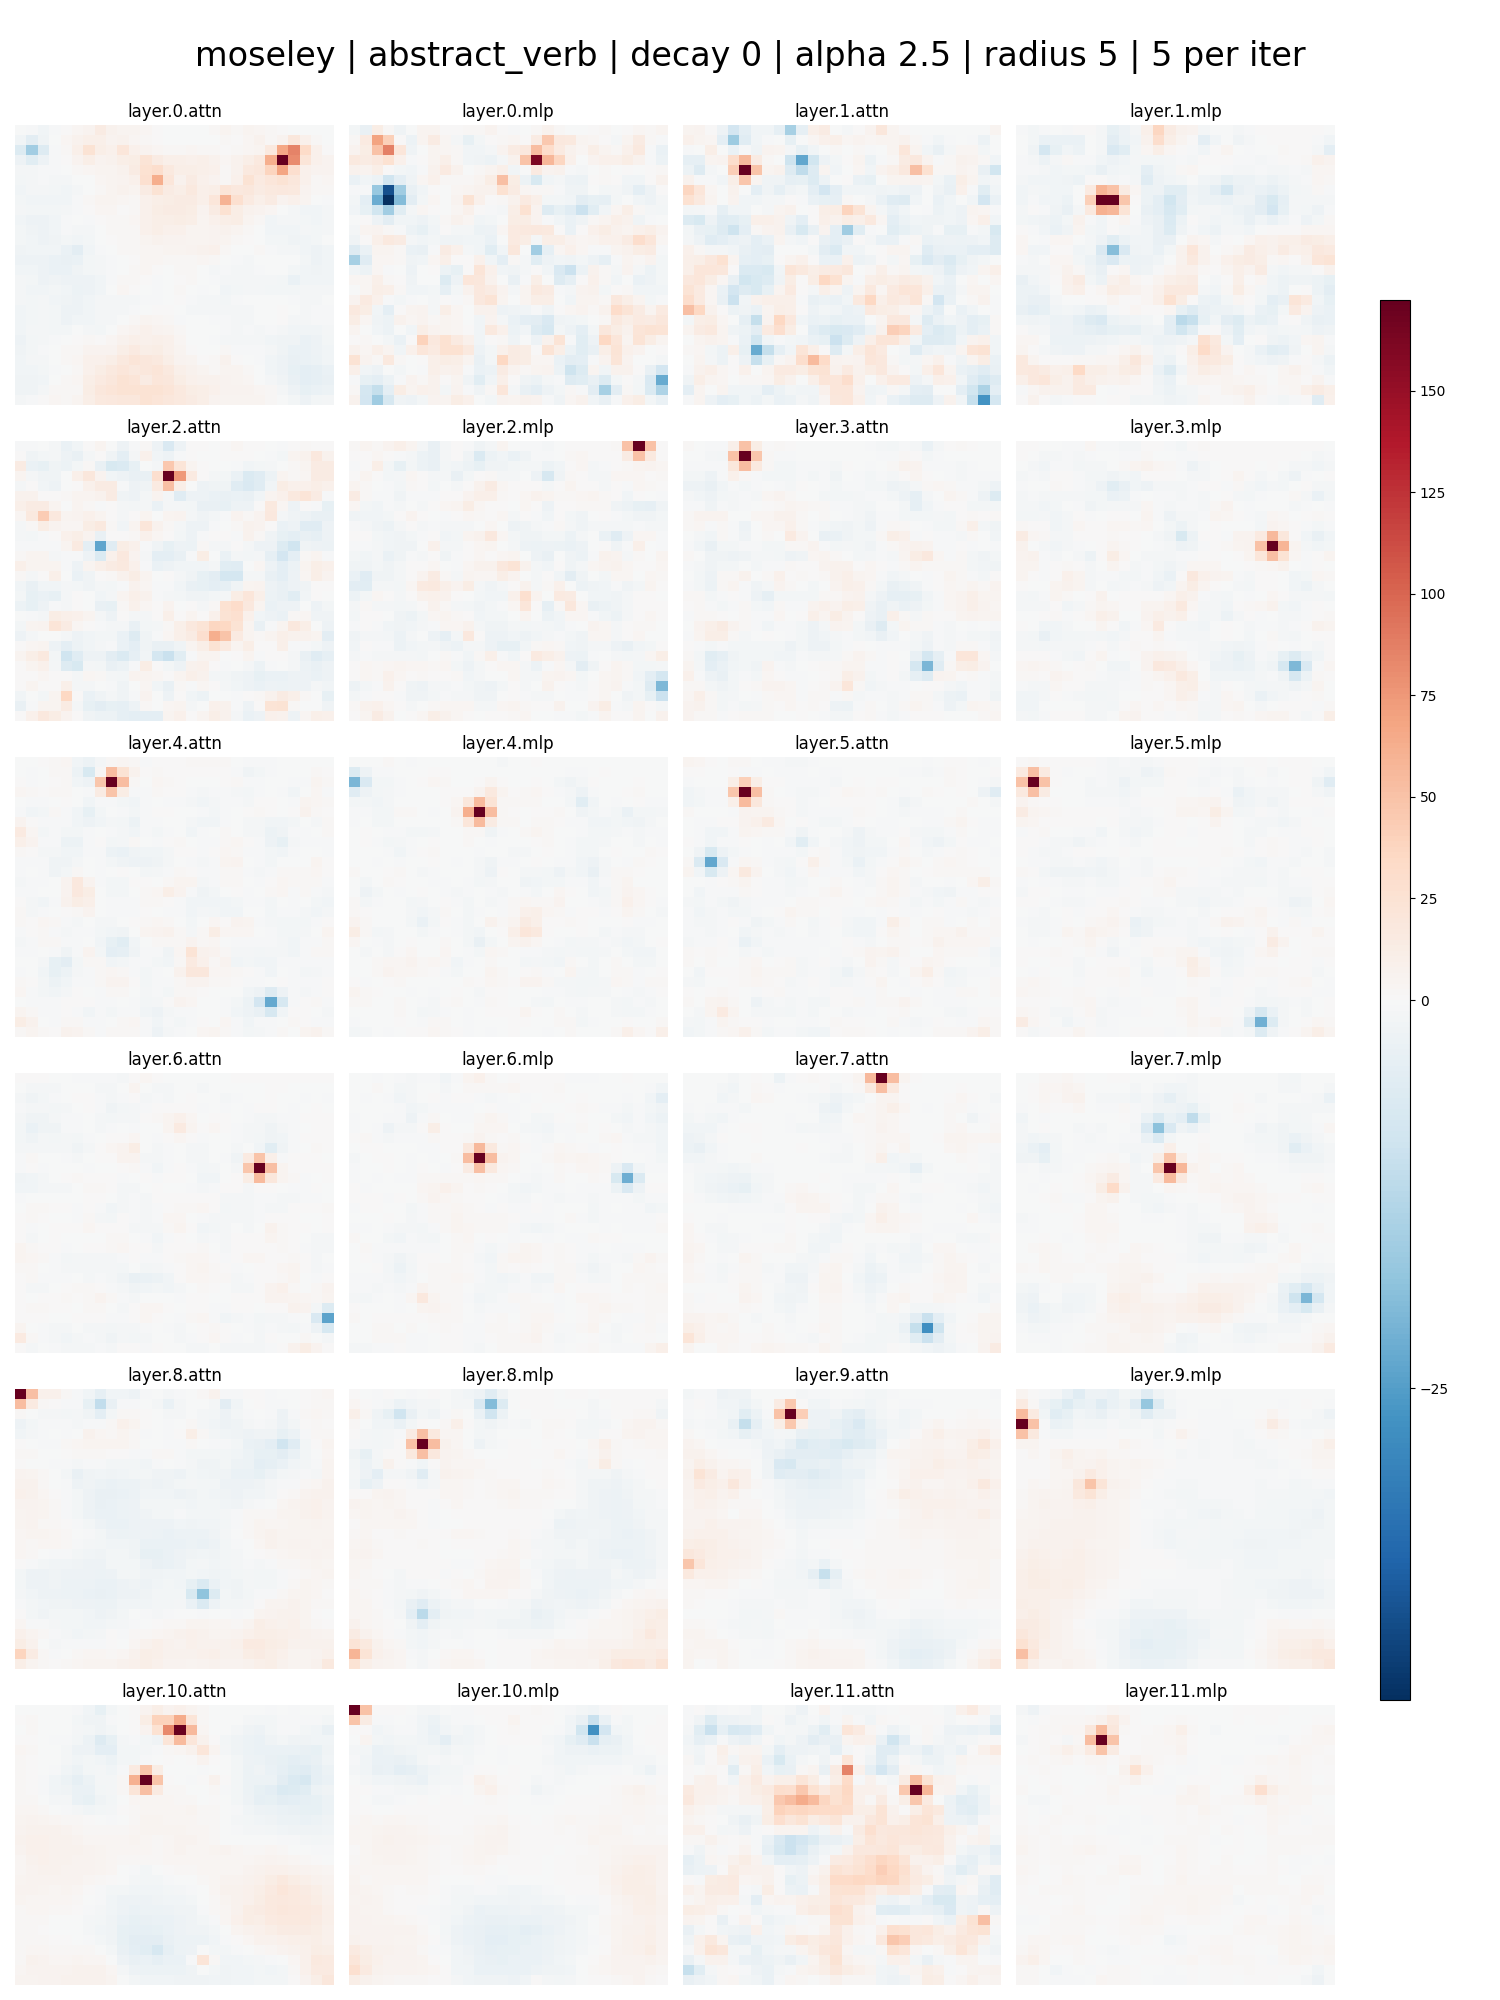 moseley | abstract_verb | decay 0 | alpha 2.5 | radius 5 | 5 per iter
layer.0.attn layer.0.mlp layer.1.attn layer.1.mlp
layer.2.attn layer.2.mlp layer.3.attn layer.3.mlp
layer.4.attn layer.4.mlp layer.5.attn layer.5.mlp
layer.6.attn layer.6.mlp layer.7.attn layer.7.mlp
layer.8.attn layer.8.mlp layer.9.attn layer.9.mlp
layer.10.attn layer.10.mlp layer.11.attn layer.11.mlp
150
125
100
75
50
25
0
−25